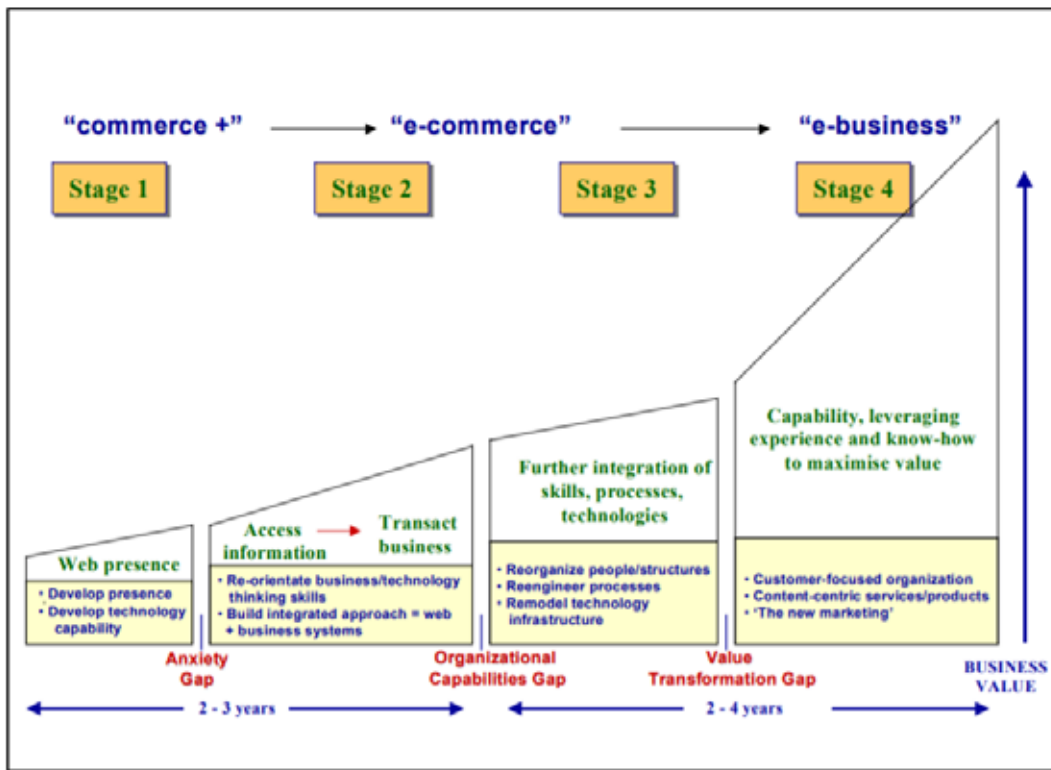 “commerce +”
“e-commerce”
“e-business”
Stage 1
Stage 2
Stage 3
Stage 4
Web presence
• Develop presence
• Develop technology
capability
Access
information
Transact
business
• Re-orientate business/technology
thinking skills
• Build integrated approach = web
+ business systems
Further integration of
skills, processes,
technologies
• Reorganize people/structures
• Reengineer processes
• Remodel technology
infrastructure
Capability, leveraging
experience and know-how
to maximise value
• Customer-focused organization
• Content-centric services/products
• ‘The new marketing’
Anxiety
Gap
Organizational
Capabilities Gap
Value
Transformation Gap
BUSINESS
VALUE
2 - 3 years
2 - 4 years